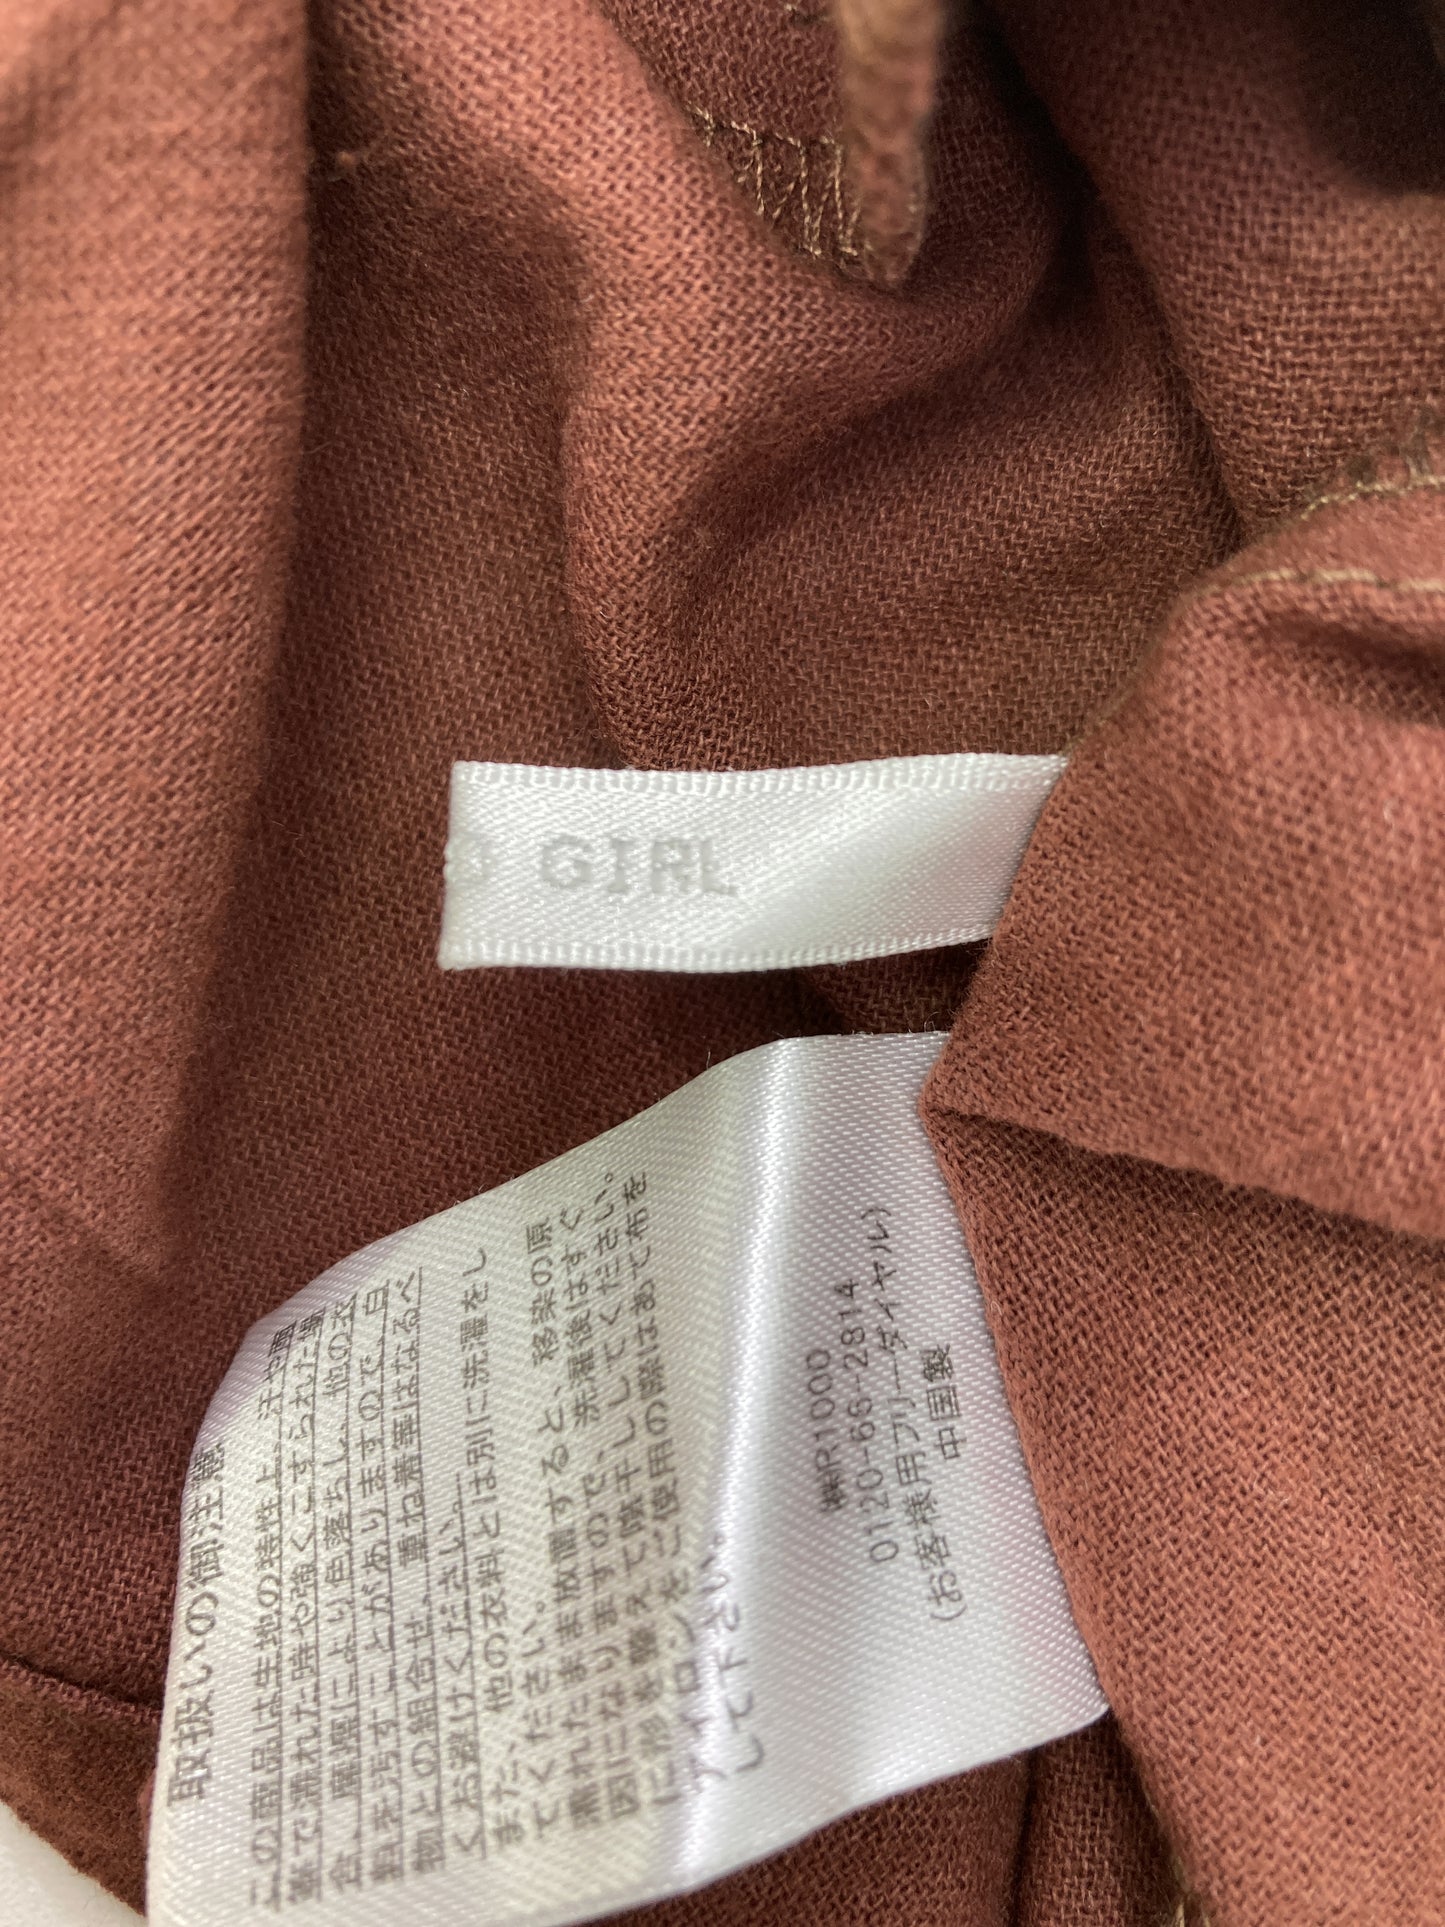 GIRL
取扱いの御注意
この商品は生地の特性上、汗や雨
等で濡れた時や強くこすられた場
合、摩擦により色落ちし、他の衣
類を汚すことがありますので、白
物との組合せ、重ね着等はなるべ
くお避けください。
他の衣料とは別に洗濯をし
てください。
また、濡れたまま放置すると、移染の原
因になりますので、洗濯後はすぐ
に形を整えて陰干ししてください。
アイロンをご使用の際はあて布を
して下さい。
㈱PR1000
0120-66-2814
(お客様用フリーダイヤル)
中国製